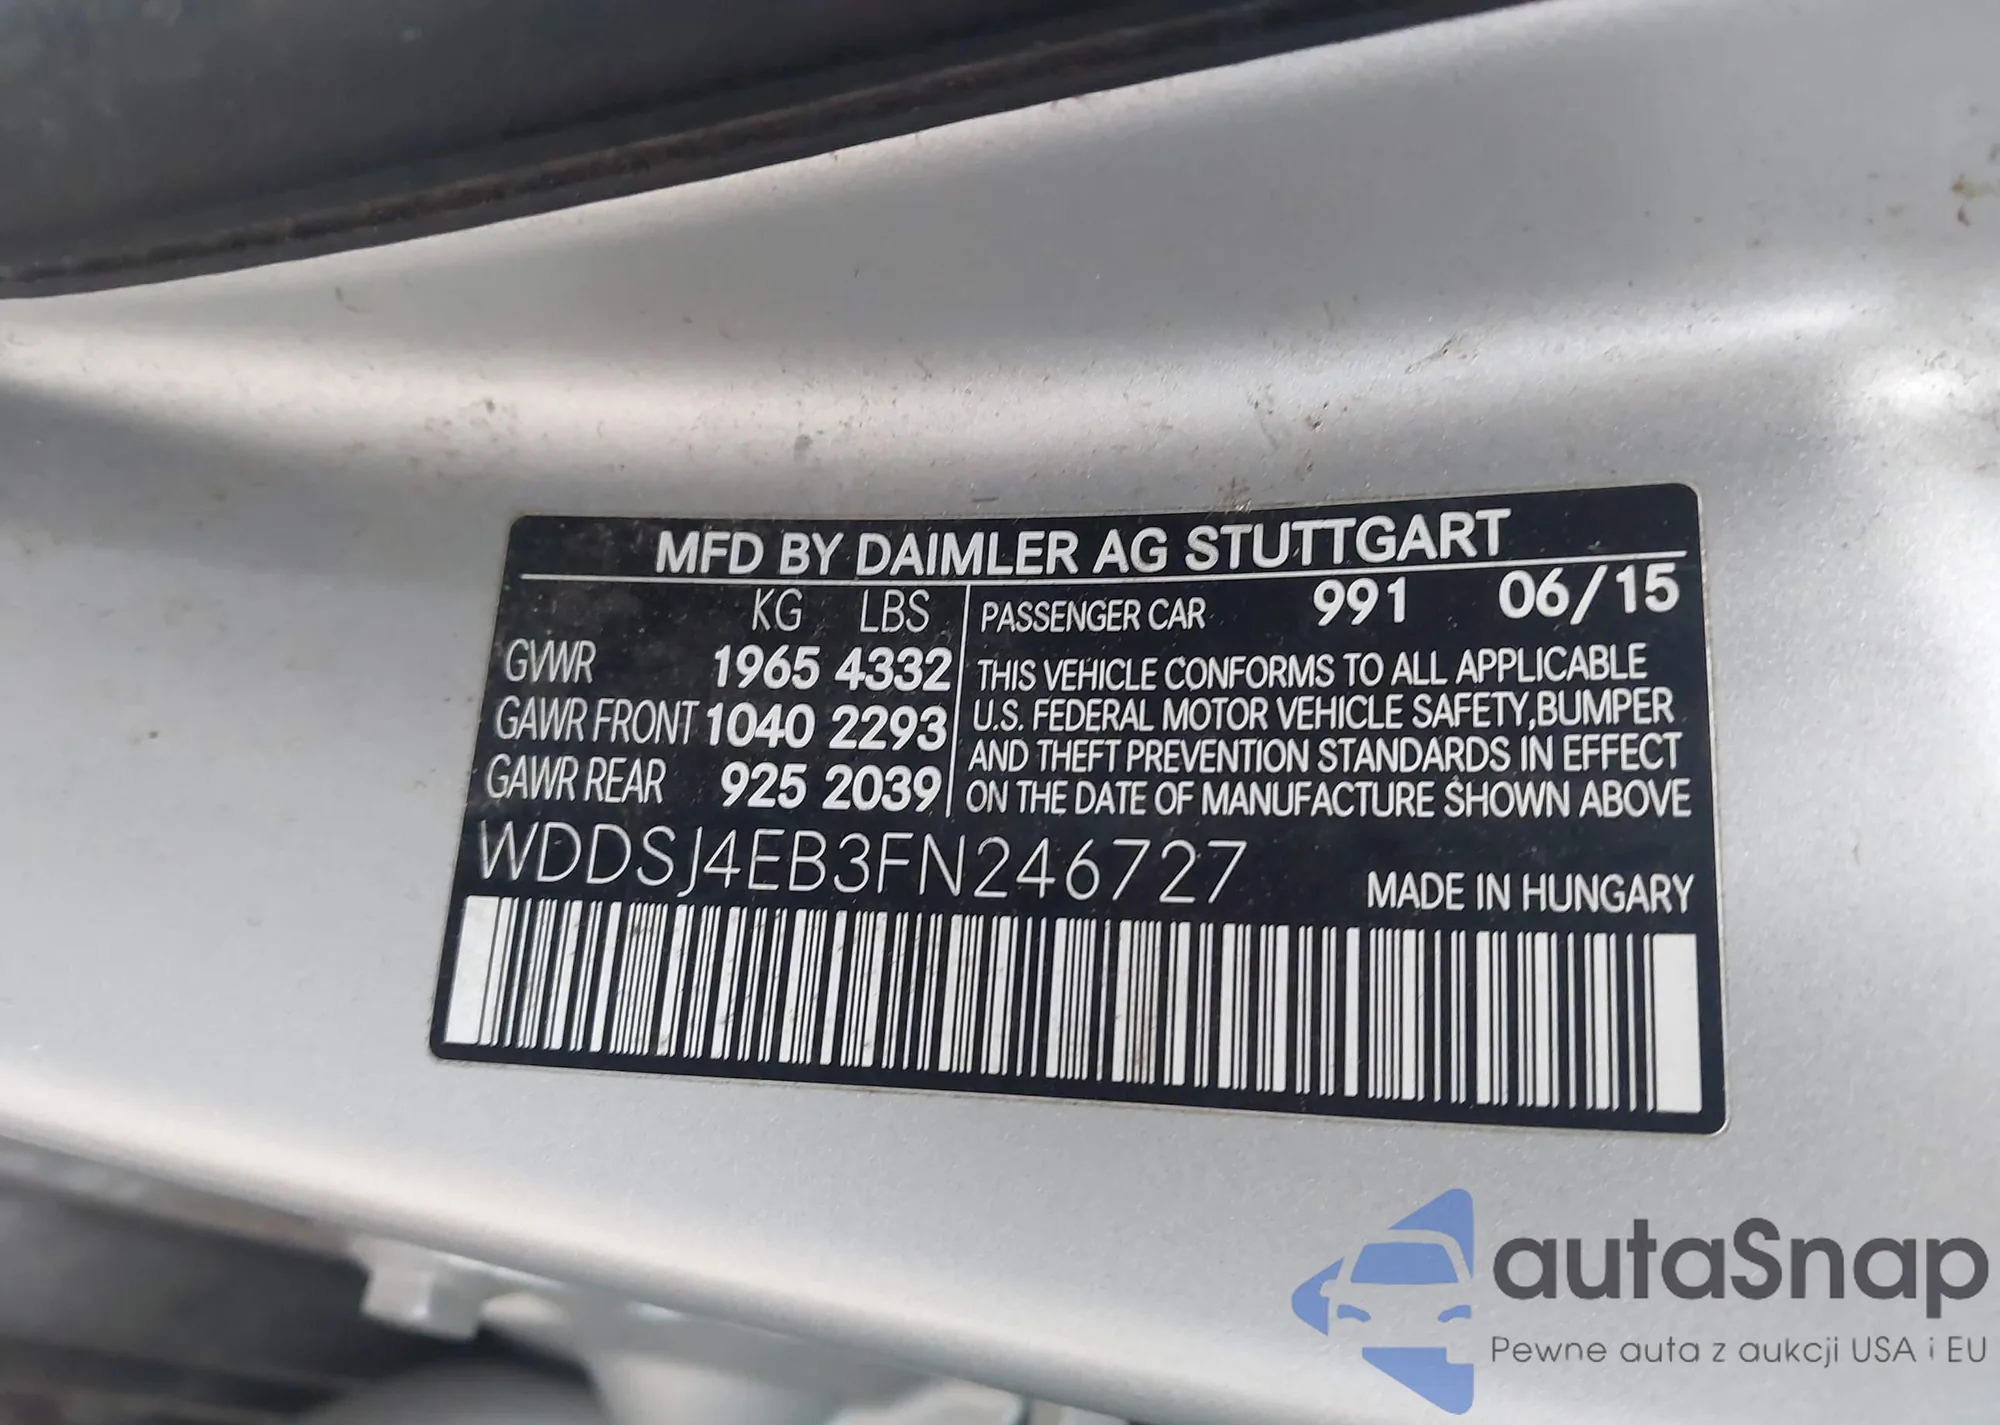 MFD BY DAIMLER AG STUTTGART
KG LBS
GVWR 1965 4332
GAWR FRONT 1040 2293
GAWR REAR 925 2039
PASSENGER CAR 991 06/15
THIS VEHICLE CONFORMS TO ALL APPLICABLE
U.S. FEDERAL MOTOR VEHICLE SAFETY, BUMPER
AND THEFT PREVENTION STANDARDS IN EFFECT
ON THE DATE OF MANUFACTURE SHOWN ABOVE
WDDSJ4EB3FN246727
MADE IN HUNGARY
autaSnap
Pewne auta z aukcji USA i EU